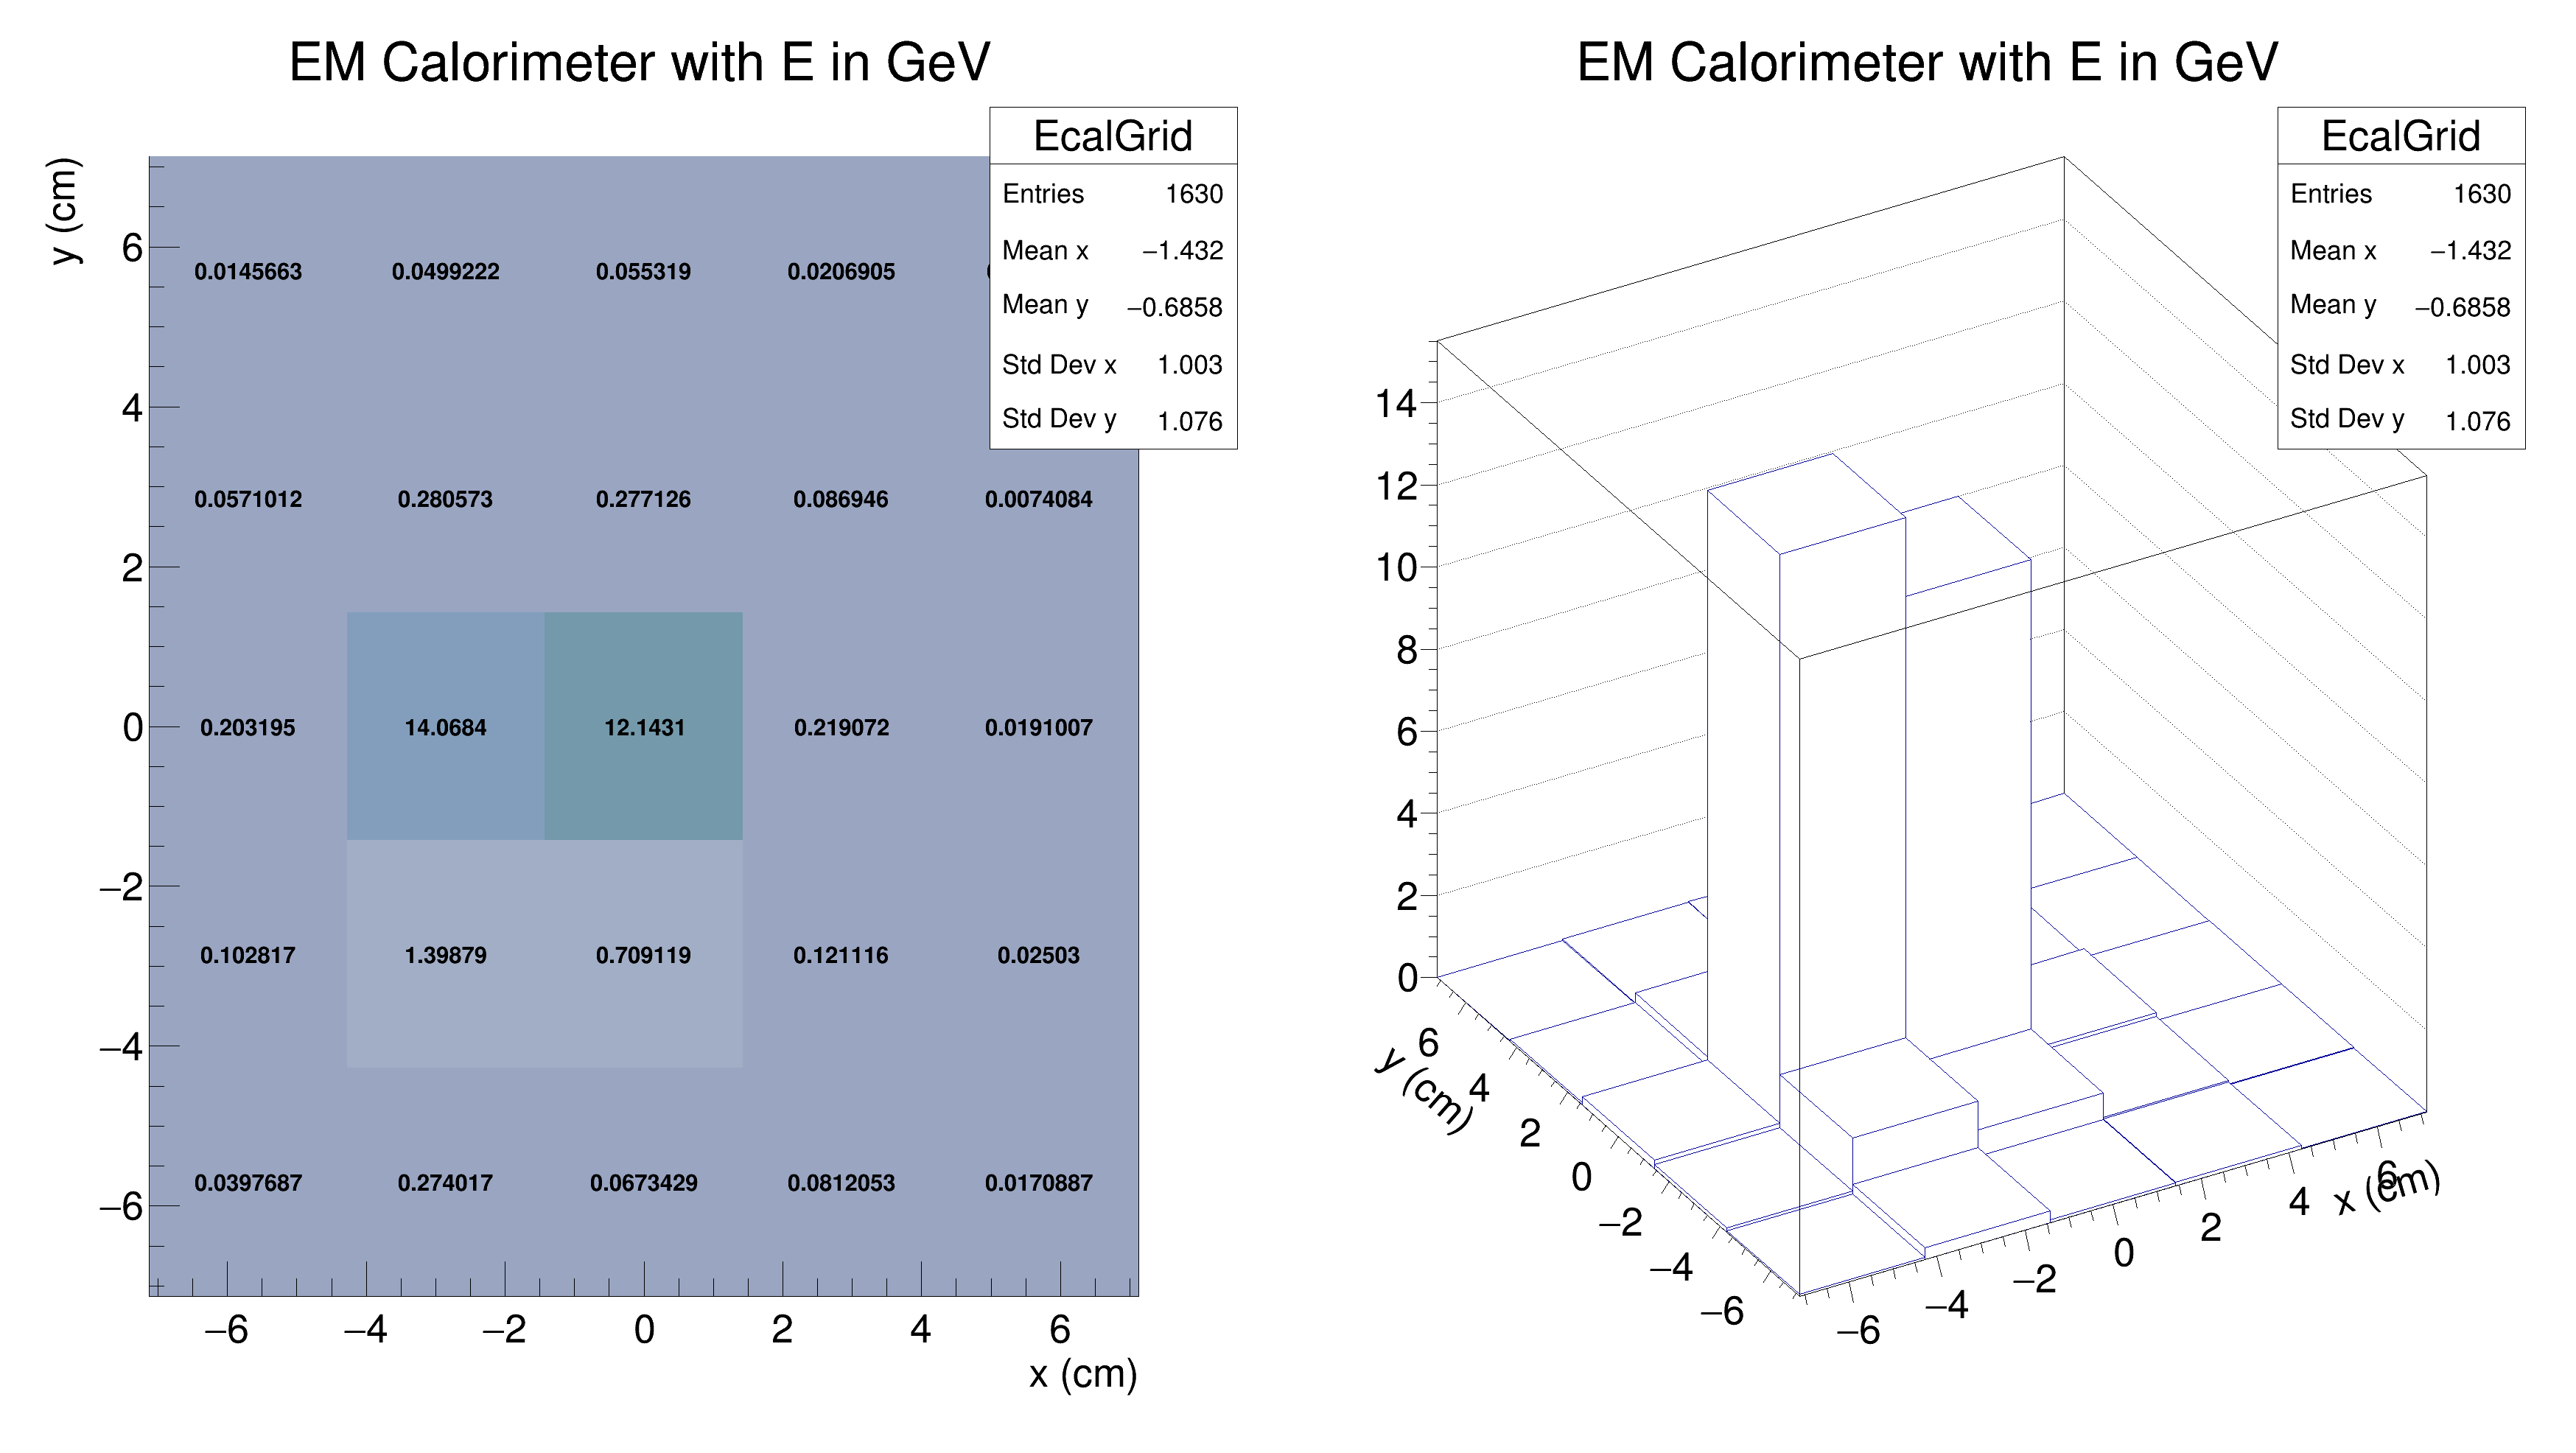 EM Calorimeter with E in GeV
EcalGrid
Entries 1630
Mean x −1.432
Mean y −0.6858
Std Dev x 1.003
Std Dev y 1.076
y (cm)
6
4
2
0
−2
−4
−6
0.0145663 0.0499222 0.055319 0.0206905
0.0571012 0.280573 0.277126 0.086946 0.0074084
0.203195 14.0684 12.1431 0.219072 0.0191007
0.102817 1.39879 0.709119 0.121116 0.02503
0.0397687 0.274017 0.0673429 0.0812053 0.0170887
−6 −4 −2 0 2 4 6
x (cm)
EM Calorimeter with E in GeV
EcalGrid
Entries 1630
Mean x −1.432
Mean y −0.6858
Std Dev x 1.003
Std Dev y 1.076
14
12
10
8
6
4
2
0
6
4
2
0
−2
−4
−6
y (cm)
−6
−4
−2
0
2
4
6
x (cm)